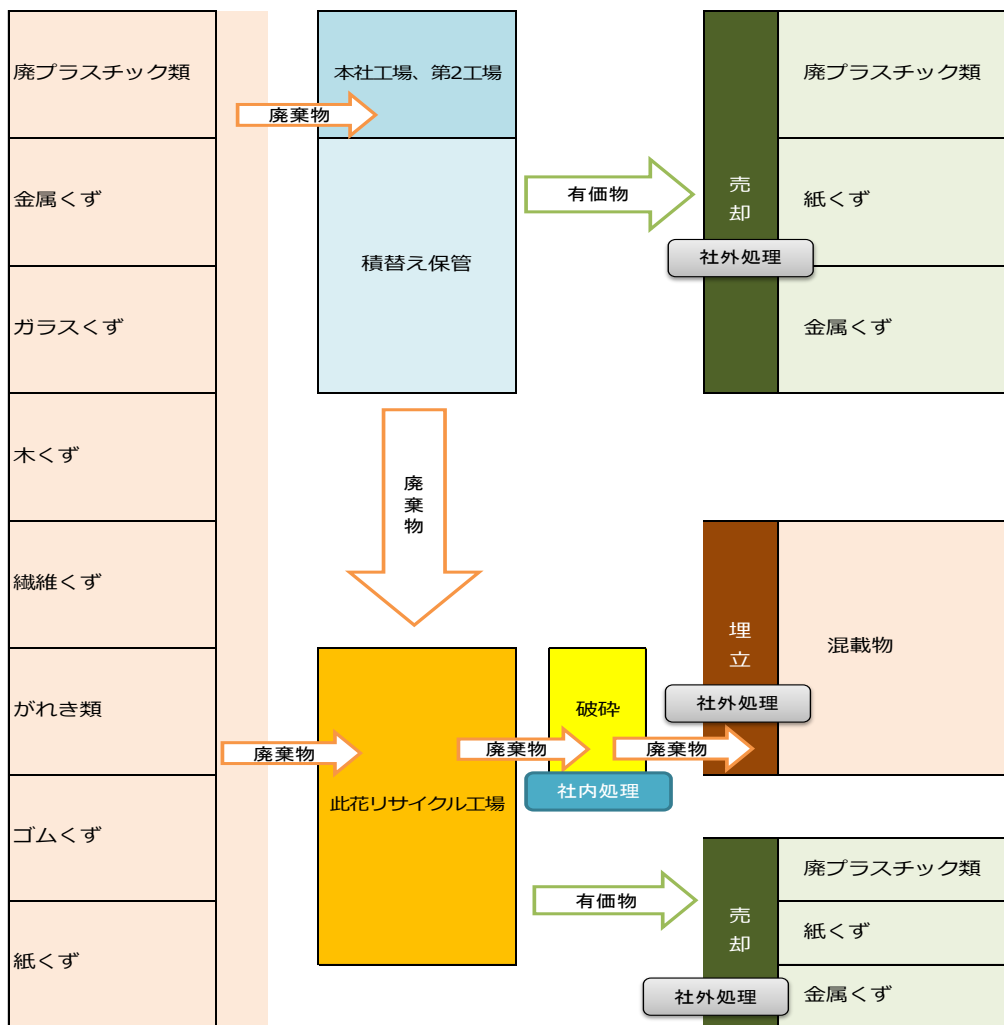 廃プラスチック類
金属くず
ガラスくず
木くず
繊維くず
がれき類
ゴムくず
紙くず
廃棄物
本社工場、第2工場
積替え保管
有価物
売却
社外処理
廃プラスチック類
紙くず
金属くず
廃棄物
廃棄物
此花リサイクル工場
廃棄物
破砕
社内処理
廃棄物
埋立
社外処理
混載物
有価物
売却
社外処理
廃プラスチック類
紙くず
金属くず